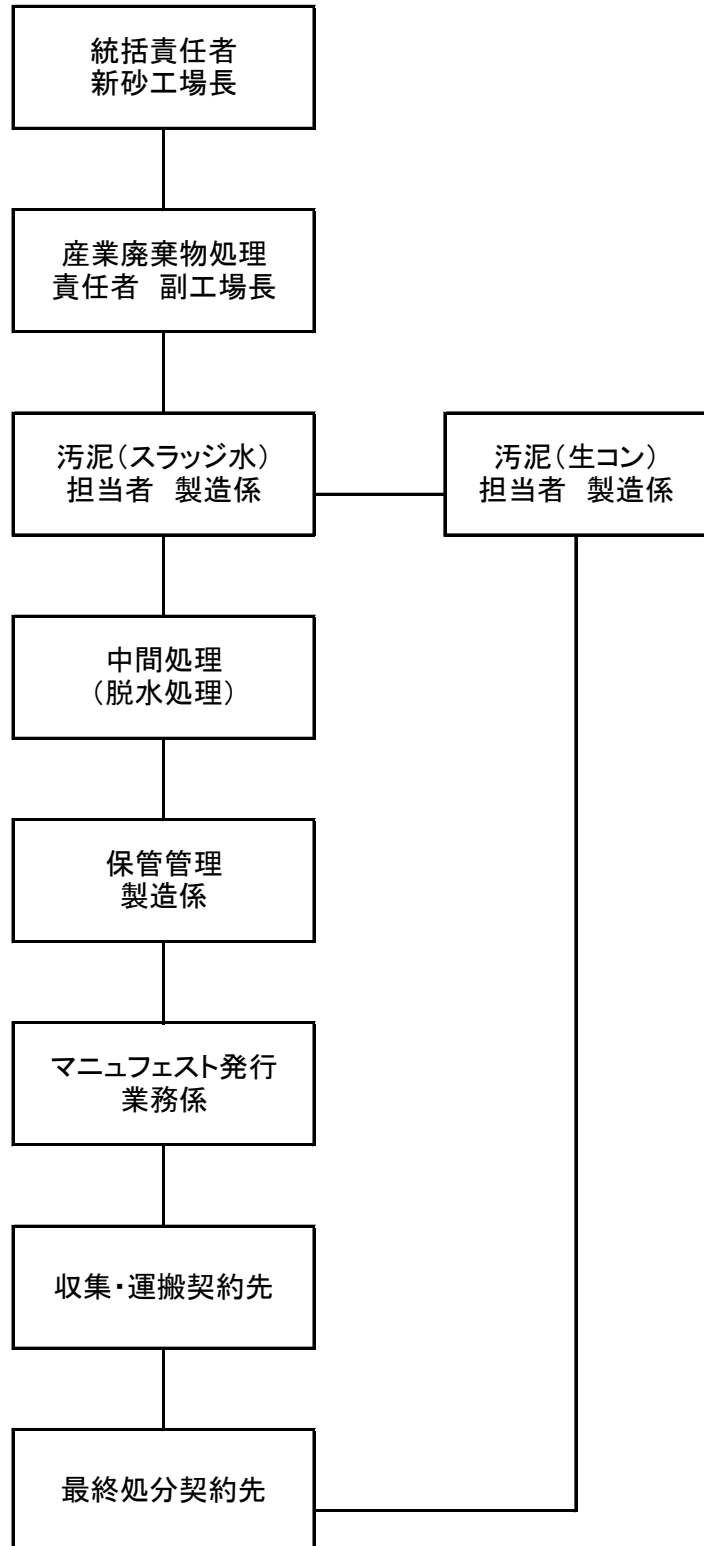 統括責任者
新砂工場長
産業廃棄物処理
責任者　副工場長
汚泥（スラッジ水）
担当者　製造係
汚泥（生コン）
担当者　製造係
中間処理
（脱水処理）
保管管理
製造係
マニュフェスト発行
業務係
収集・運搬契約先
最終処分契約先